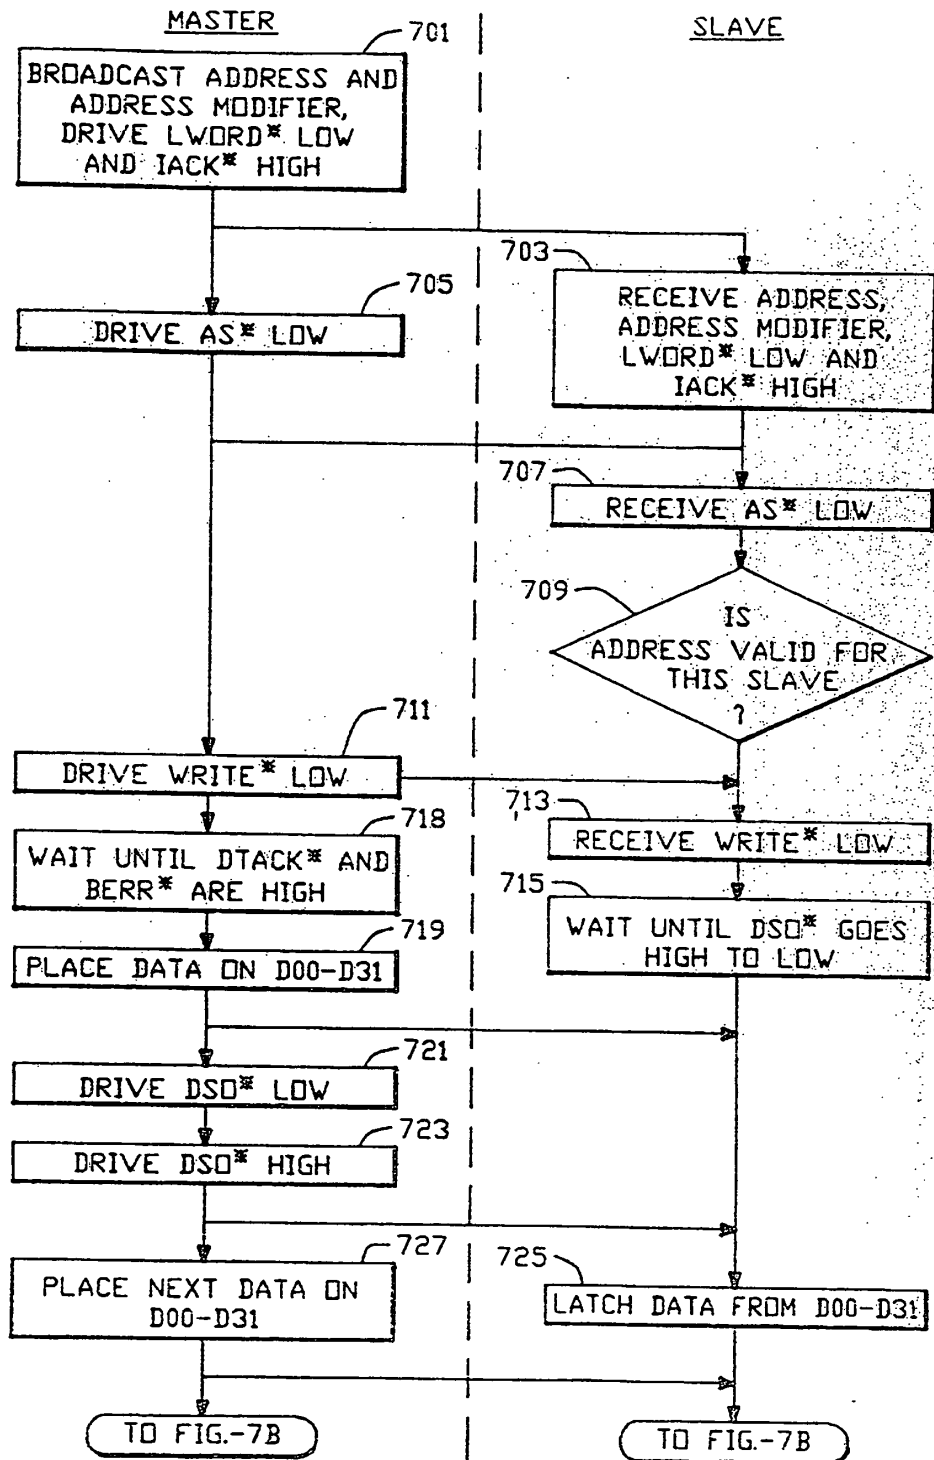 MASTER
SLAVE
701
BROADCAST ADDRESS AND
ADDRESS MODIFIER,
DRIVE LWORD* LOW
AND IACK* HIGH
703
RECEIVE ADDRESS,
ADDRESS MODIFIER,
LWORD* LOW AND
IACK* HIGH
705
DRIVE AS* LOW
707
RECEIVE AS* LOW
709
IS
ADDRESS VALID FOR
THIS SLAVE
?
711
DRIVE WRITE* LOW
713
RECEIVE WRITE* LOW
718
WAIT UNTIL DTACK* AND
BERR* ARE HIGH
715
WAIT UNTIL DSO* GOES
HIGH TO LOW
719
PLACE DATA ON D00-D31
721
DRIVE DSO* LOW
723
DRIVE DSO* HIGH
727
PLACE NEXT DATA ON
D00-D31
725
LATCH DATA FROM D00-D31
TO FIG.-7B
TO FIG.-7B